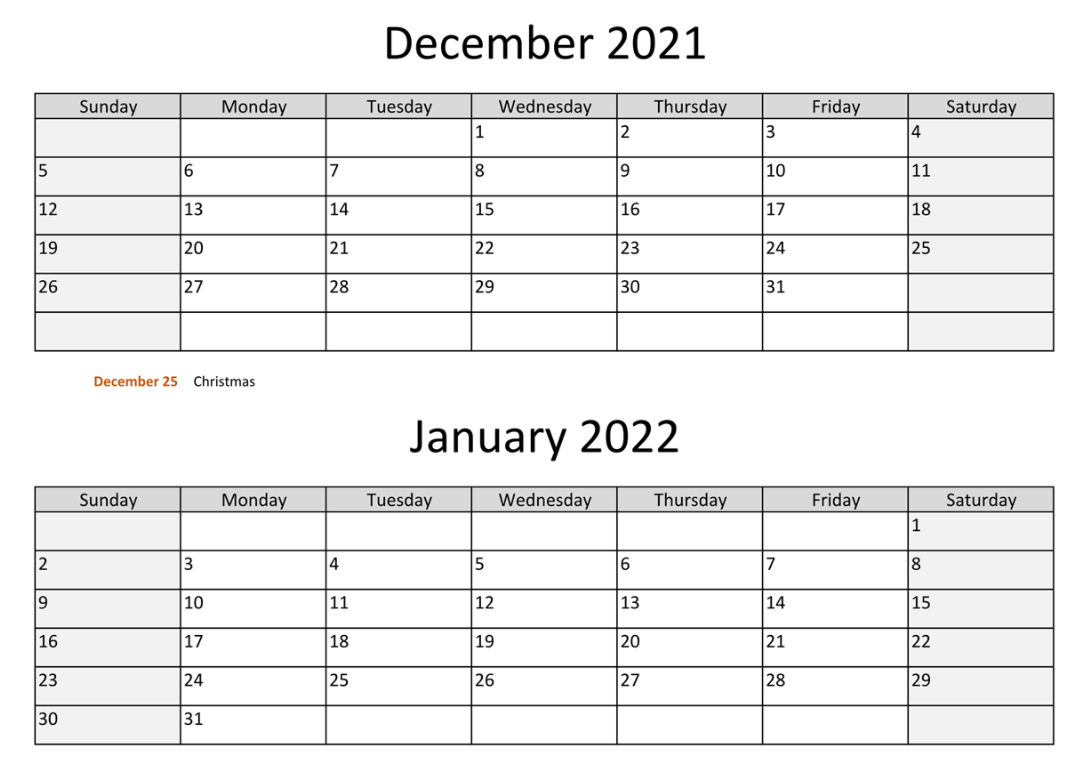 December 2021
Sunday Monday Tuesday Wednesday Thursday Friday Saturday
1 2 3 4
5 6 7 8 9 10 11
12 13 14 15 16 17 18
19 20 21 22 23 24 25
26 27 28 29 30 31
December 25 Christmas
January 2022
Sunday Monday Tuesday Wednesday Thursday Friday Saturday
1
2 3 4 5 6 7 8
9 10 11 12 13 14 15
16 17 18 19 20 21 22
23 24 25 26 27 28 29
30 31